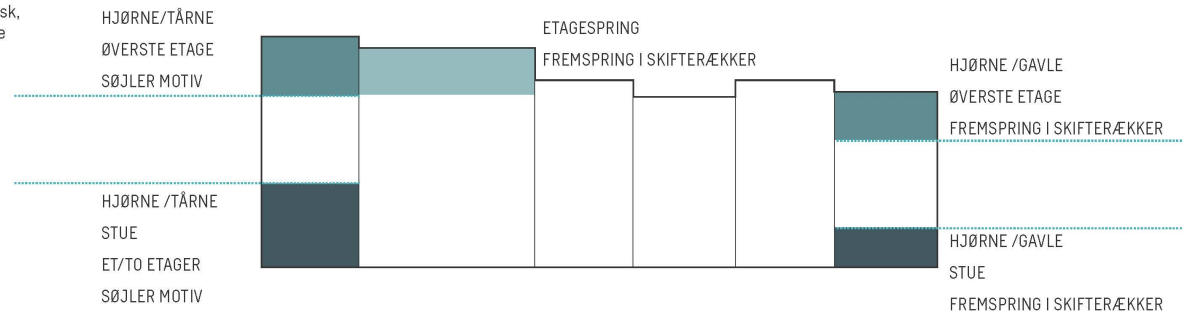 HJØRNE/TÅRNE
ØVERSTE ETAGE
SØJLER MOTIV
ETAGESPRING
FREMSPRING I SKIFTERÆKKER
HJØRNE /GAVLE
ØVERSTE ETAGE
FREMSPRING I SKIFTERÆKKER
HJØRNE /TÅRNE
STUE
ET/TO ETAGER
SØJLER MOTIV
HJØRNE /GAVLE
STUE
FREMSPRING I SKIFTERÆKKER